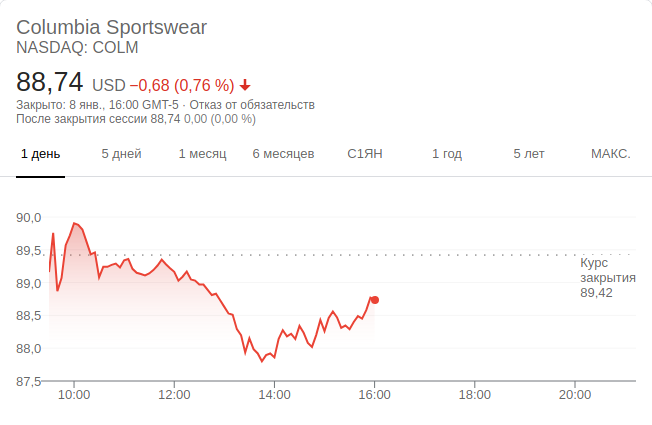 Columbia Sportswear
NASDAQ: COLM
88,74 USD −0,68 (0,76 %)
Закрыто: 8 янв., 16:00 GMT-5 · Отказ от обязательств
После закрытия сессии 88,74 0,00 (0,00 %)
1 день 5 дней 1 месяц 6 месяцев С1ЯН 1 год 5 лет МАКС.
90,0
89,5
Курс
закрытия
89,42
89,0
88,5
88,0
87,5
10:00 12:00 14:00 16:00 18:00 20:00